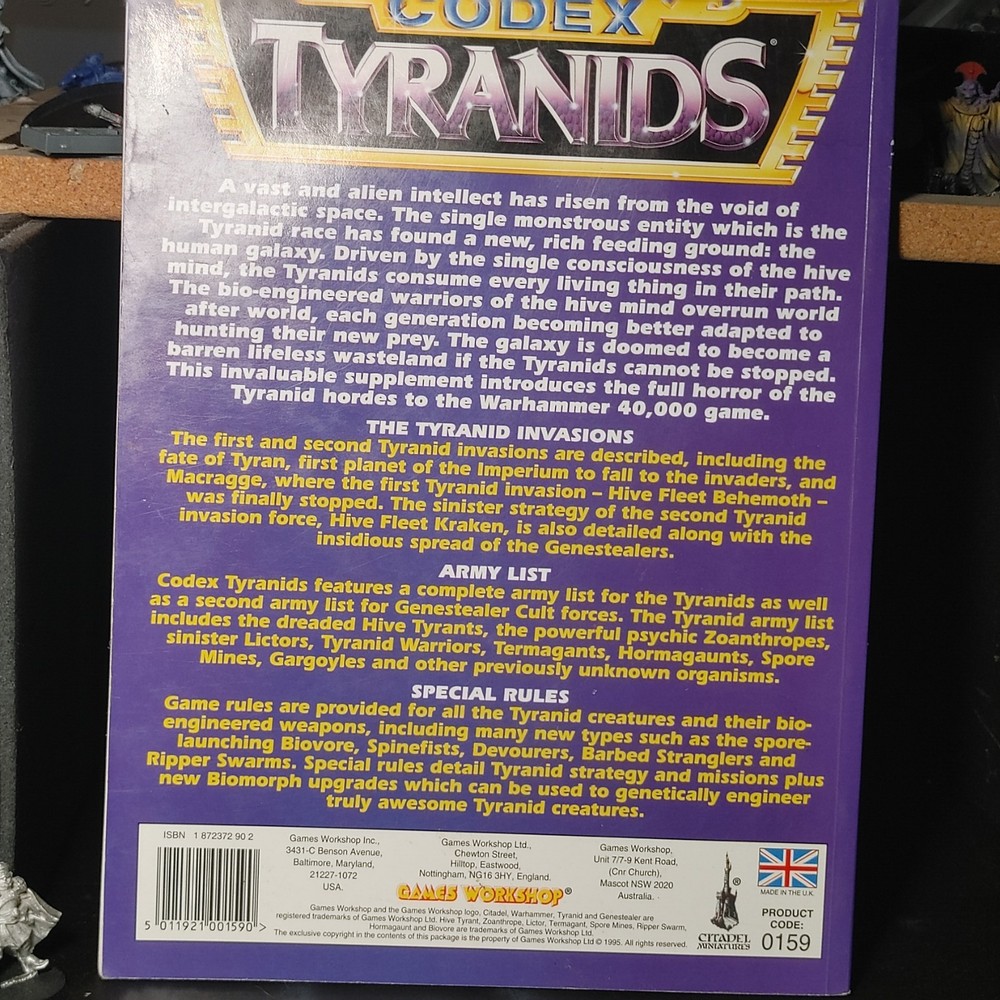 CODEX
TYRANIDS®
A vast and alien intellect has risen from the void of
intergalactic space. The single monstrous entity which is the
Tyranid race has found a new, rich feeding ground: the
human galaxy. Driven by the single consciousness of the hive
mind, the Tyranids consume every living thing in their path.
The bio-engineered warriors of the hive mind overrun world
after world, each generation becoming better adapted to
hunting their new prey. The galaxy is doomed to become a
barren lifeless wasteland if the Tyranids cannot be stopped.
This invaluable supplement introduces the full horror of the
Tyranid hordes to the Warhammer 40,000 game.
THE TYRANID INVASIONS
The first and second Tyranid invasions are described, including the
fate of Tyran, first planet of the Imperium to fall to the invaders, and
Macragge, where the first Tyranid invasion – Hive Fleet Behemoth –
was finally stopped. The sinister strategy of the second Tyranid
invasion force, Hive Fleet Kraken, is also detailed along with the
insidious spread of the Genestealers.
ARMY LIST
Codex Tyranids features a complete army list for the Tyranids as well
as a second army list for Genestealer Cult forces. The Tyranid army list
includes the dreaded Hive Tyrants, the powerful psychic Zoanthropes,
sinister Lictors, Tyranid Warriors, Termagants, Hormagaunts, Spore
Mines, Gargoyles and other previously unknown organisms.
SPECIAL RULES
Game rules are provided for all the Tyranid creatures and their bio-
engineered weapons, including many new types such as the spore-
launching Biovore, Spinefists, Devourers, Barbed Stranglers and
Ripper Swarms. Special rules detail Tyranid strategy and missions plus
new Biomorph upgrades which can be used to genetically engineer
truly awesome Tyranid creatures.
ISBN 1 872372 90 2
5 011921 001590 >
Games Workshop Inc.,
3431-C Benson Avenue,
Baltimore, Maryland,
21227-1072
USA.
Games Workshop Ltd.,
Chewton Street,
Hilltop, Eastwood,
Nottingham, NG16 3HY, England.
Games Workshop,
Unit 7/7-9 Kent Road,
(Cnr Church),
Mascot NSW 2020
Australia.
GAMES WORKSHOP®
Games Workshop and the Games Workshop logo, Citadel, Warhammer, Tyranid and Genestealer are
registered trademarks of Games Workshop Ltd. Hive Tyrant, Zoanthrope, Lictor, Termagant, Spore Mines, Ripper Swarm,
Hormagaunt and Biovore are trademarks of Games Workshop Ltd.
The exclusive copyright in the contents of this package is the property of Games Workshop Ltd © 1995. All rights reserved.
®
CITADEL
MINIATURES
MADE IN THE U.K.
PRODUCT
CODE:
0159